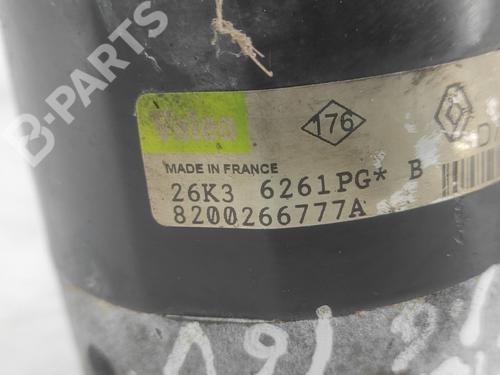 B-PARTS
Valeo
176
D
MADE IN FRANCE
26K3 6261PG* B
8200266777A